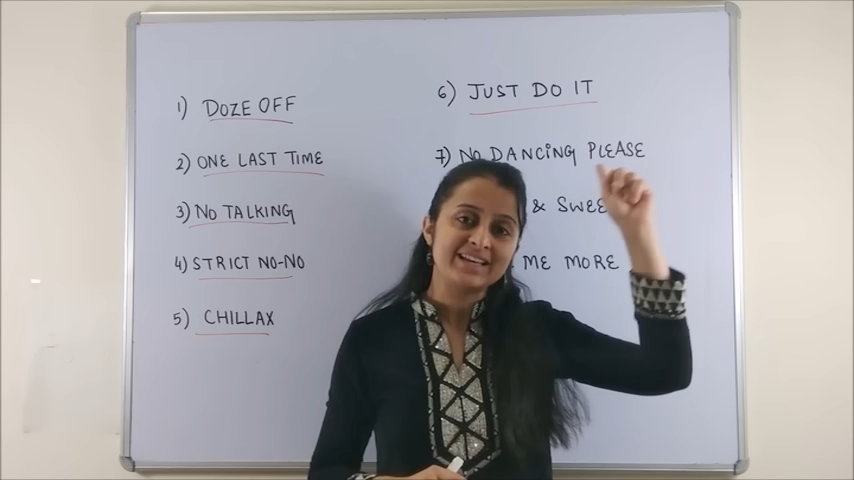 1) DOZE OFF
2) ONE LAST TIME
3) NO TALKING
4) STRICT NO-NO
5) CHILLAX
6) JUST DO IT
7) NO DANCING PLEASE
&
ME MORE